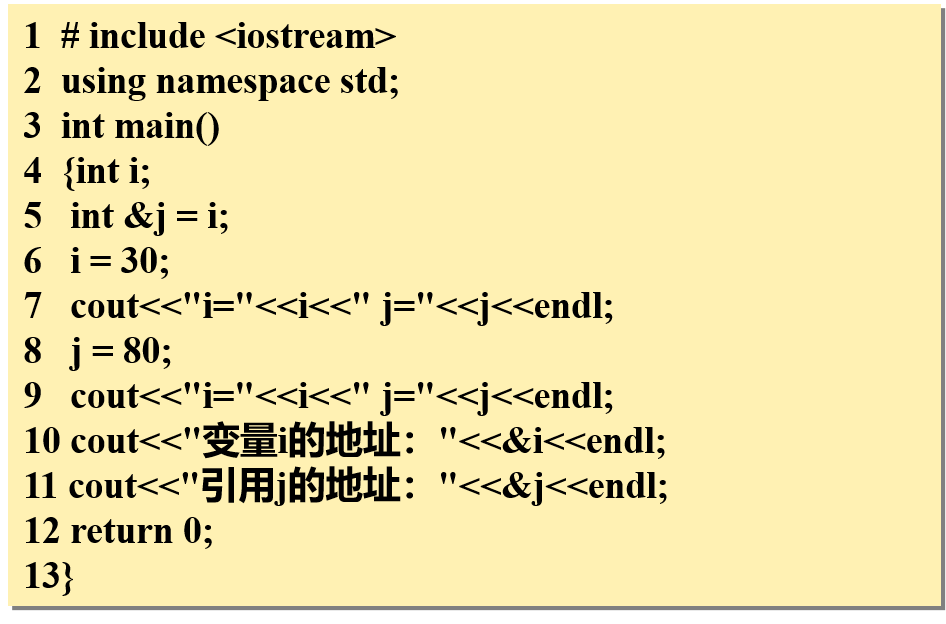 1 # include <iostream>
2 using namespace std;
3 int main()
4 {int i;
5 int &j = i;
6 i = 30;
7 cout<<"i="<<i<<" j="<<j<<endl;
8 j = 80;
9 cout<<"i="<<i<<" j="<<j<<endl;
10 cout<<"变量i的地址："<<&i<<endl;
11 cout<<"引用j的地址："<<&j<<endl;
12 return 0;
13}